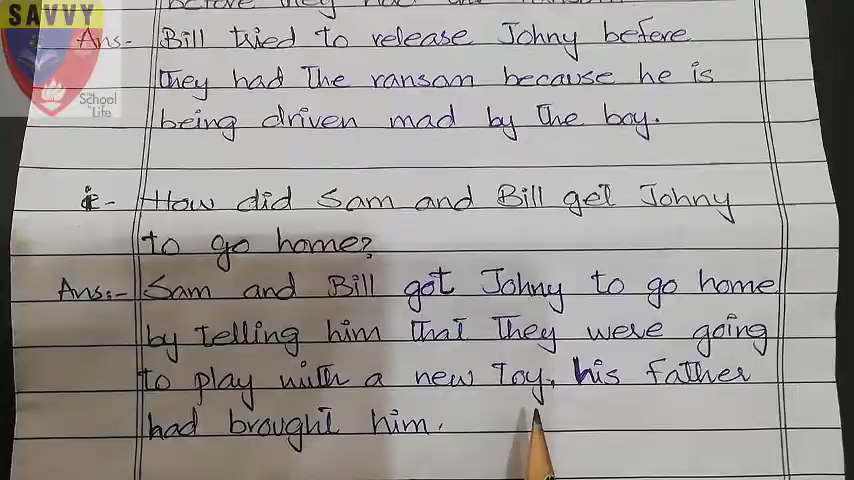 SAVVY
The School
4 Life
Ans- Bill tried to release Johny before
they had the ransom because he is
being driven mad by the boy.
i- How did Sam and Bill get Johny
to go home?
Ans:- Sam and Bill got Johny to go home
by telling him that they were going
to play with a new toy, his father
had brought him.